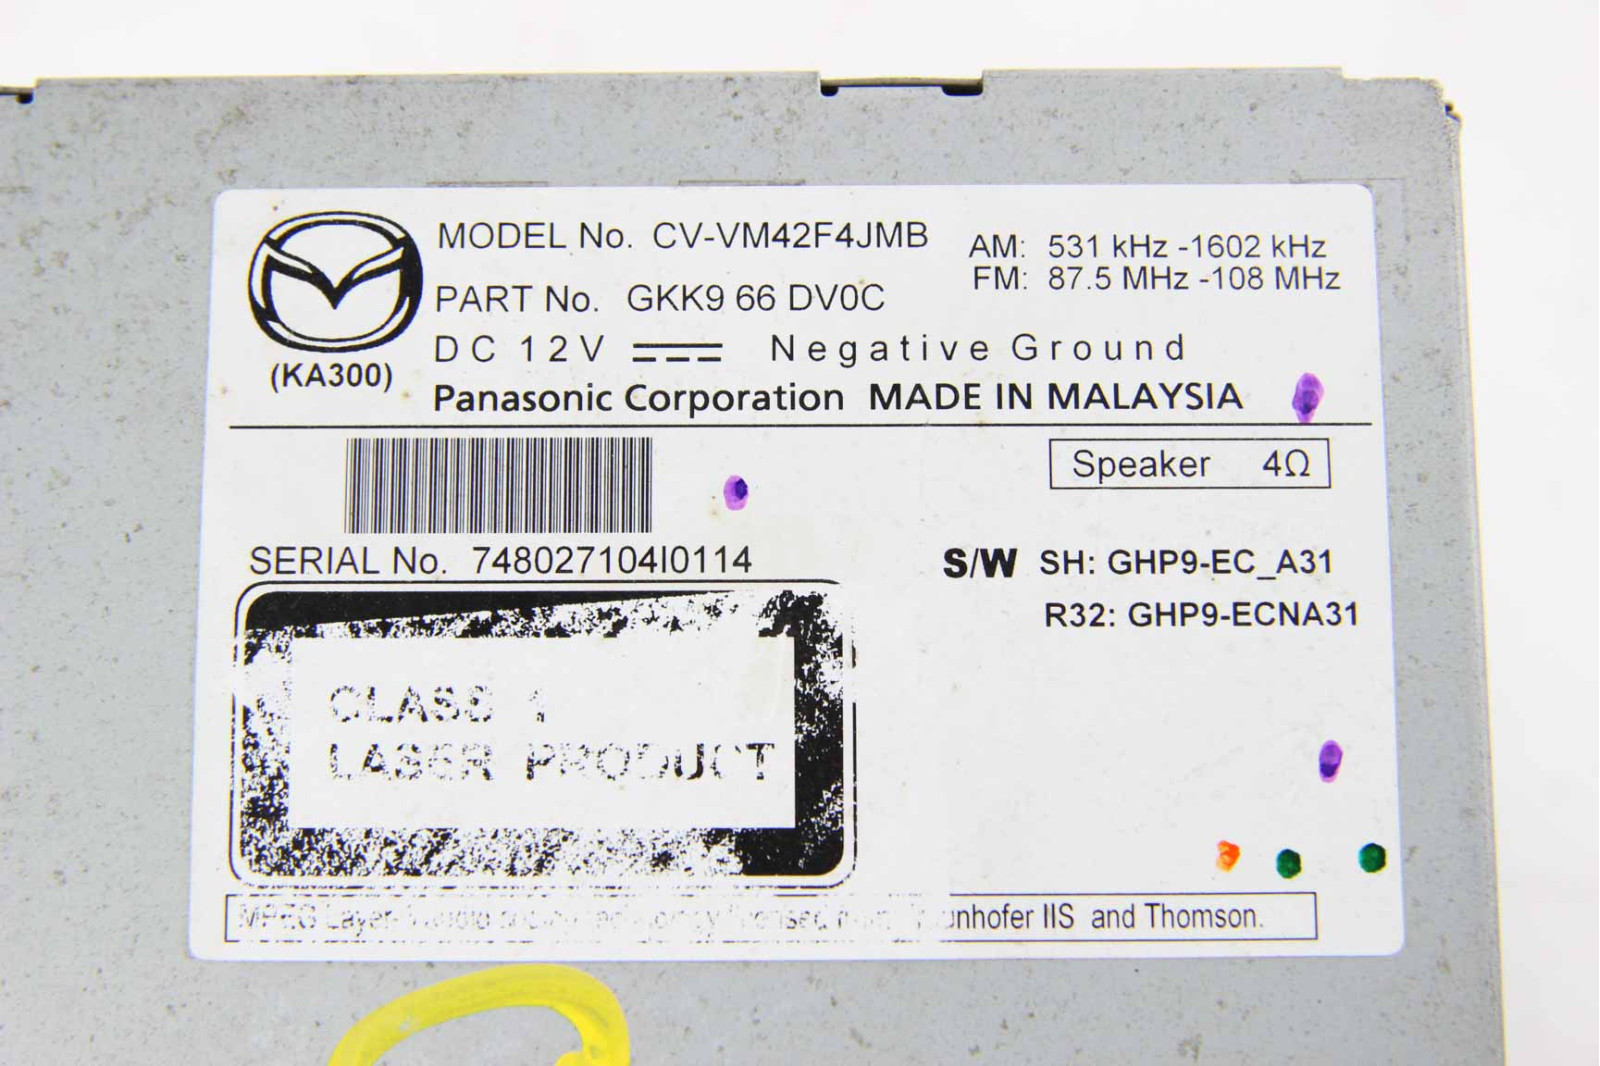 MODEL No. CV-VM42F4JMB
AM: 531 kHz -1602 kHz
FM: 87.5 MHz -108 MHz
PART No. GKK9 66 DV0C
DC 12V Negative Ground
(KA300)
Panasonic Corporation MADE IN MALAYSIA
Speaker 4Ω
SERIAL No. 748027104I0114
S/W SH: GHP9-EC_A31
R32: GHP9-ECNA31
CLASS 1
LASER PRODUCT
MPEG Layer- and Thomson.